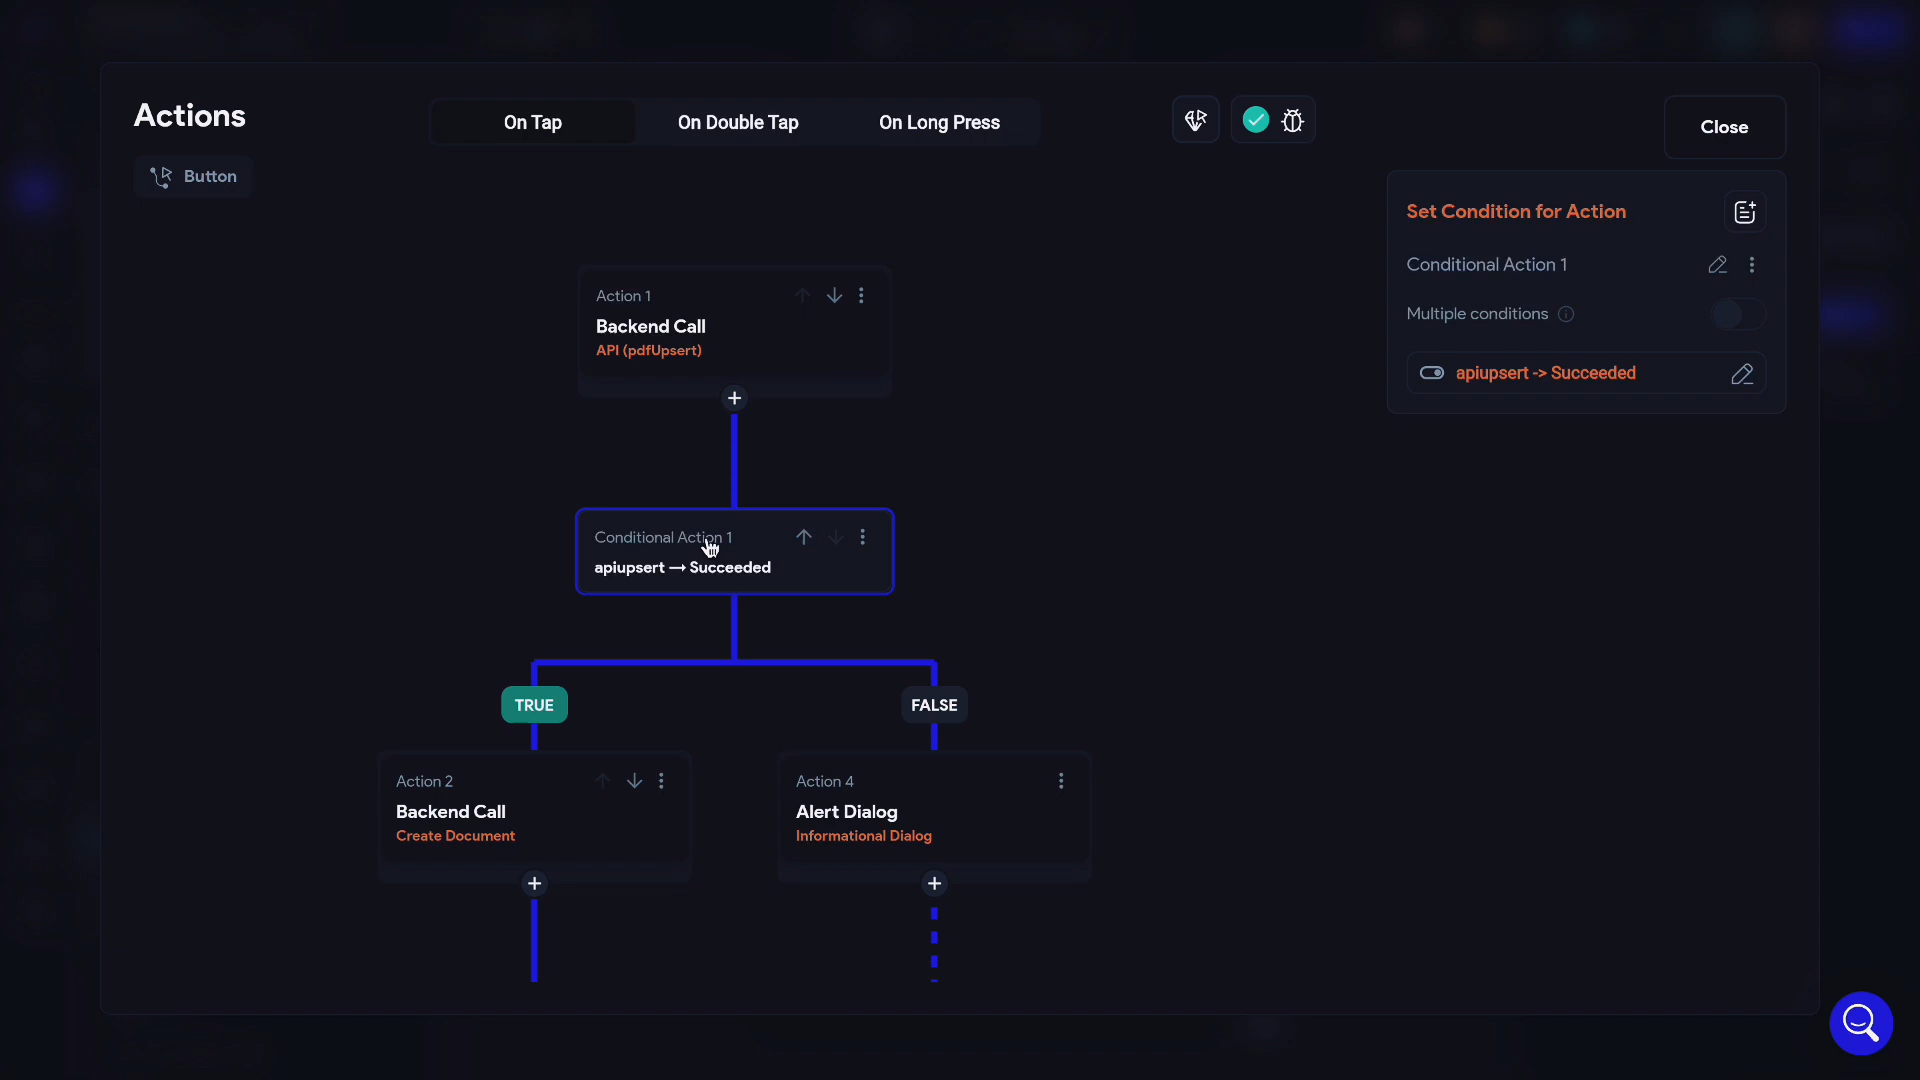 Actions
On Tap
On Double Tap
On Long Press
Close
Button
Set Condition for Action
Conditional Action 1
Multiple conditions
apiupsert -> Succeeded
Action 1
Backend Call
API (pdfUpsert)
Conditional Action 1
apiupsert → Succeeded
TRUE
FALSE
Action 2
Backend Call
Create Document
Action 4
Alert Dialog
Informational Dialog